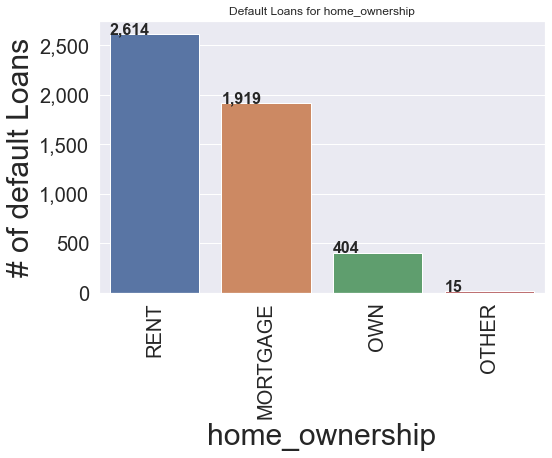 Default Loans for home_ownership
# of default Loans
2,500
2,000
1,500
1,000
500
0
2,614
1,919
404
15
RENT
MORTGAGE
OWN
OTHER
home_ownership